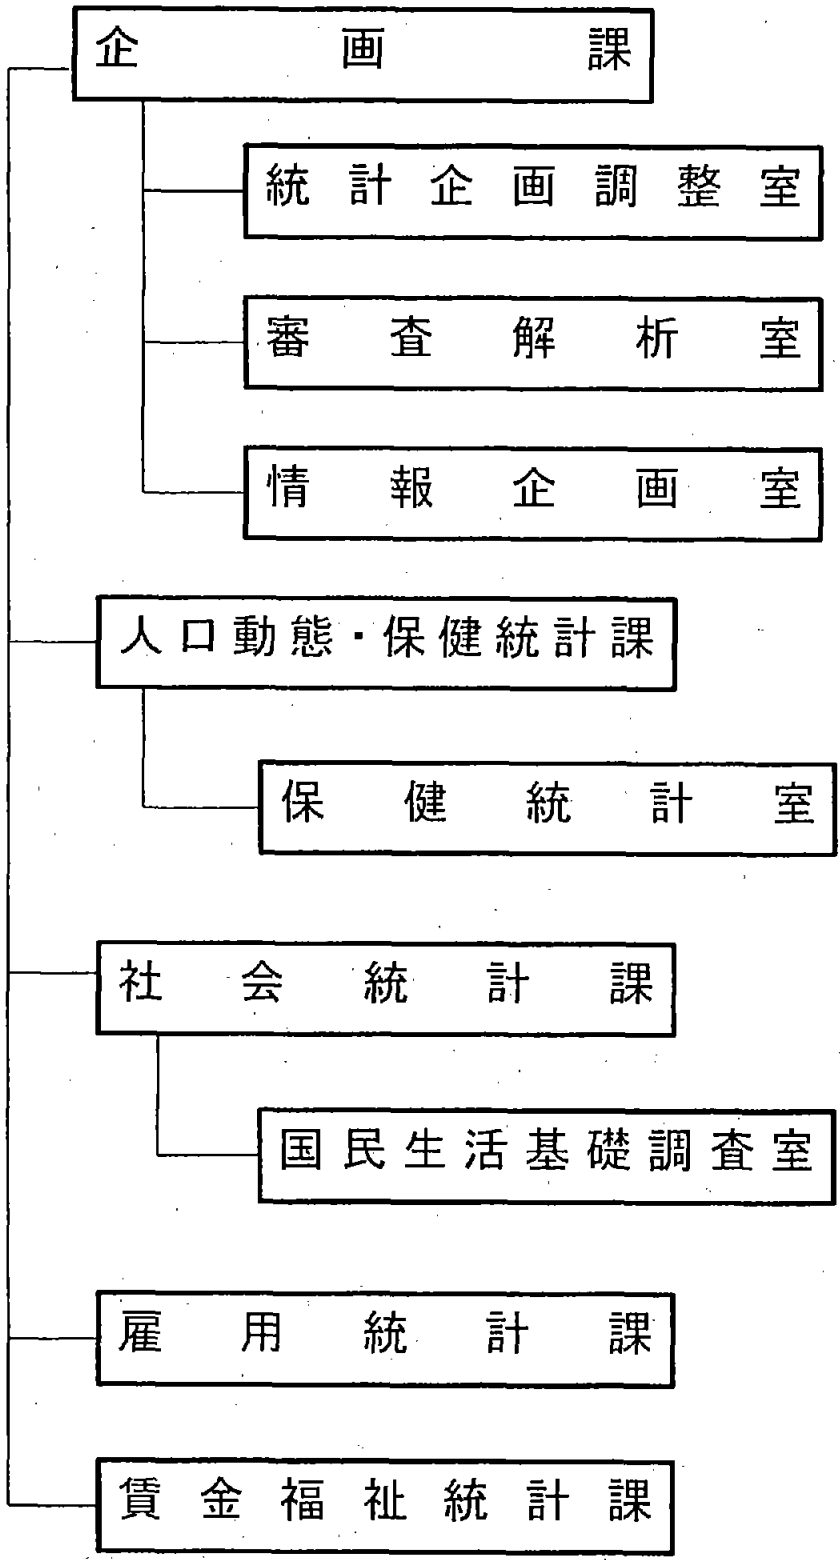 企画課
統計企画調整室
審査解析室
情報企画室
人口動態・保健統計課
保健統計室
社会統計課
国民生活基礎調査室
雇用統計課
賃金福祉統計課